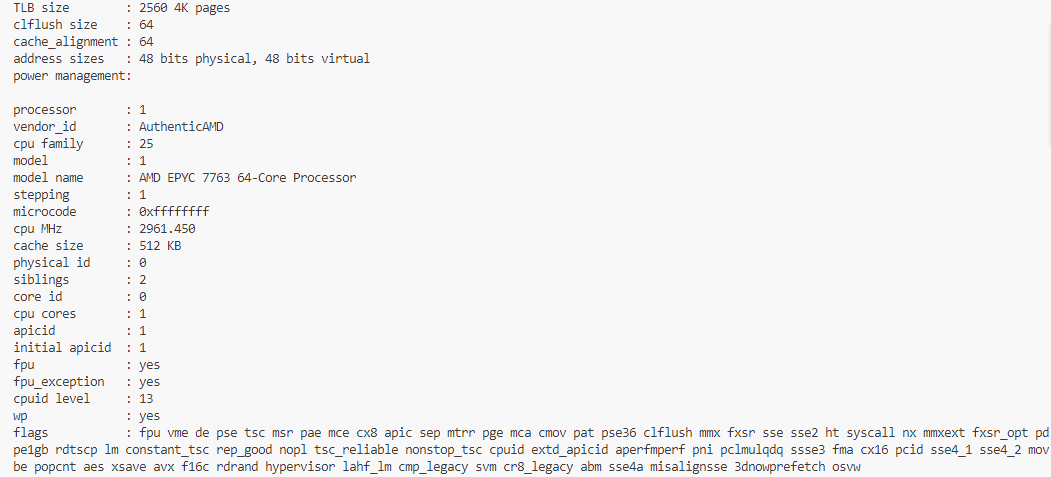 TLB size        : 2560 4K pages
clflush size    : 64
cache_alignment : 64
address sizes   : 48 bits physical, 48 bits virtual
power management:

processor       : 1
vendor_id       : AuthenticAMD
cpu family      : 25
model           : 1
model name      : AMD EPYC 7763 64-Core Processor
stepping        : 1
microcode       : 0xffffffff
cpu MHz         : 2961.450
cache size      : 512 KB
physical id     : 0
siblings        : 2
core id         : 0
cpu cores       : 1
apicid          : 1
initial apicid  : 1
fpu             : yes
fpu_exception   : yes
cpuid level     : 13
wp              : yes
flags           : fpu vme de pse tsc msr pae mce cx8 apic sep mtrr pge mca cmov pat pse36 clflush mmx fxsr sse sse2 ht syscall nx mmxext fxsr_opt pd
pe1gb rdtscp lm constant_tsc rep_good nopl tsc_reliable nonstop_tsc cpuid extd_apicid aperfmperf pni pclmulqdq ssse3 fma cx16 pcid sse4_1 sse4_2 mov
be popcnt aes xsave avx f16c rdrand hypervisor lahf_lm cmp_legacy svm cr8_legacy abm sse4a misalignsse 3dnowprefetch osvw